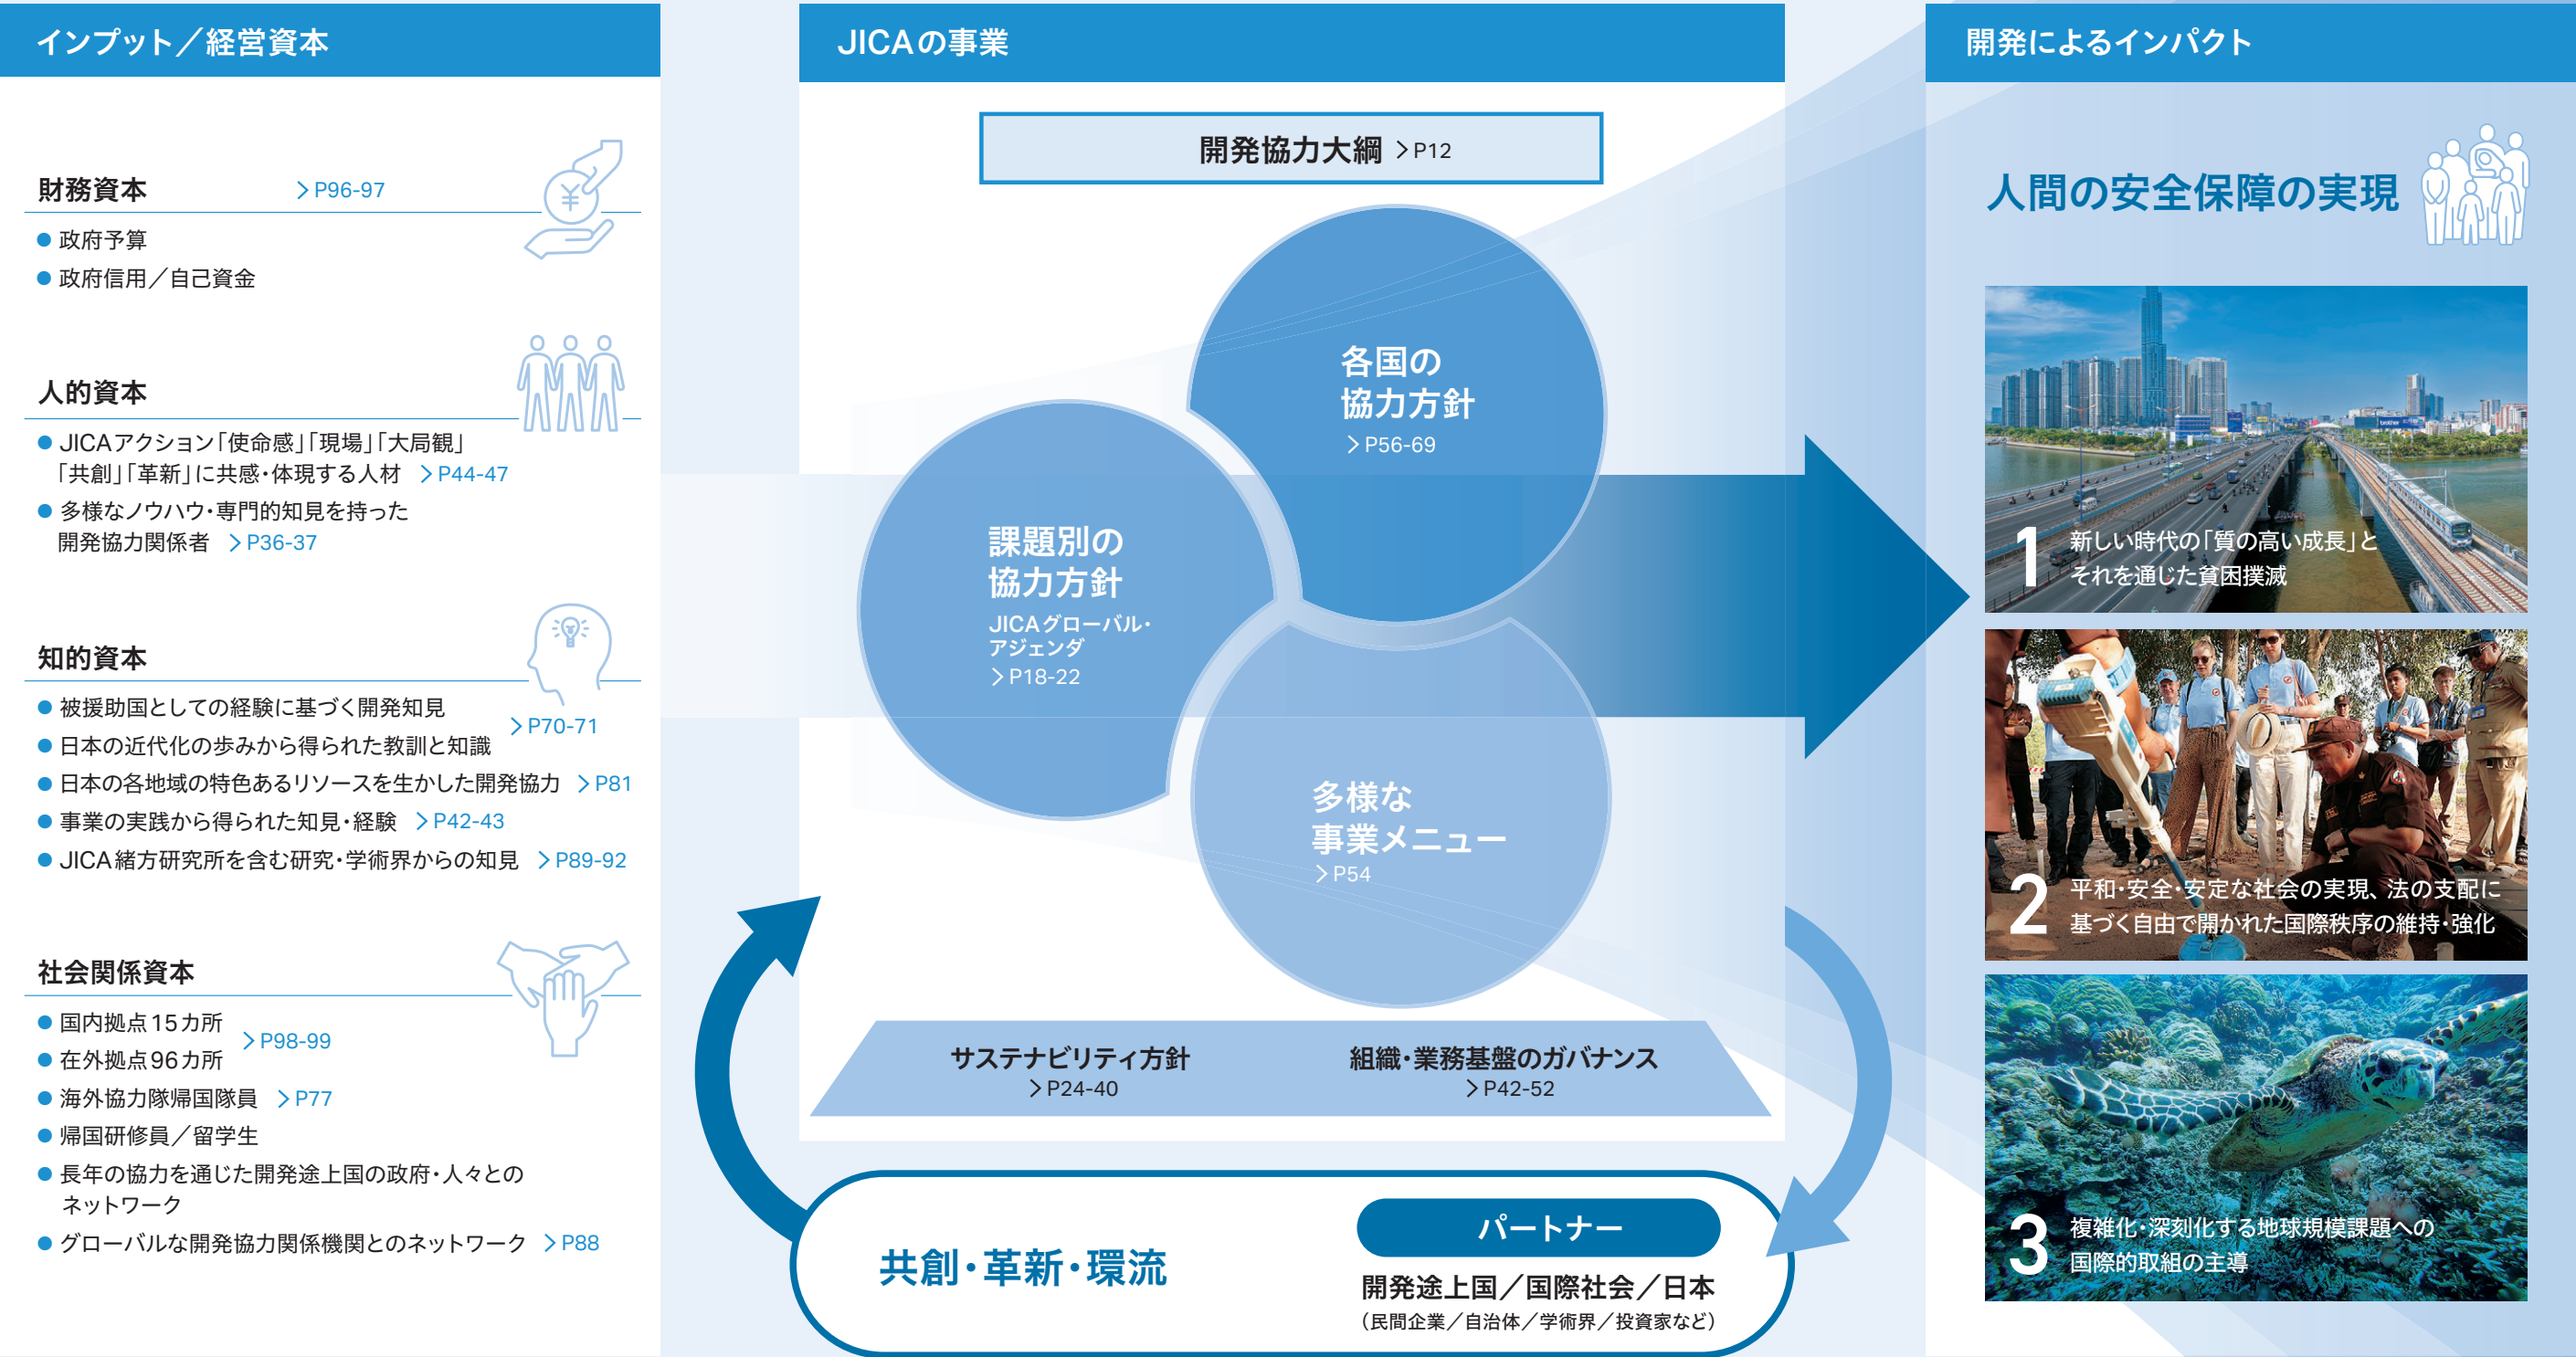 インプット／経営資本
財務資本 > P96-97
● 政府予算
● 政府信用／自己資金
人的資本
● JICAアクション「使命感」「現場」「大局観」
「共創」「革新」に共感・体現する人材 > P44-47
● 多様なノウハウ・専門的知見を持った
開発協力関係者 > P36-37
知的資本
● 被援助国としての経験に基づく開発知見
> P70-71
● 日本の近代化の歩みから得られた教訓と知識
● 日本の各地域の特色あるリソースを生かした開発協力 > P81
● 事業の実践から得られた知見・経験 > P42-43
● JICA緒方研究所を含む研究・学術界からの知見 > P89-92
社会関係資本
● 国内拠点15カ所
> P98-99
● 在外拠点96カ所
● 海外協力隊帰国隊員 > P77
● 帰国研修員／留学生
● 長年の協力を通じた開発途上国の政府・人々との
ネットワーク
● グローバルな開発協力関係機関とのネットワーク > P88
JICAの事業
開発協力大綱 > P12
各国の
協力方針
> P56-69
課題別の
協力方針
JICAグローバル・
アジェンダ
> P18-22
多様な
事業メニュー
> P54
サステナビリティ方針
> P24-40
組織・業務基盤のガバナンス
> P42-52
共創・革新・環流
パートナー
開発途上国／国際社会／日本
（民間企業／自治体／学術界／投資家など）
開発によるインパクト
人間の安全保障の実現
brother
1 新しい時代の「質の高い成長」と
それを通じた貧困撲滅
2 平和・安全・安定な社会の実現、法の支配に
基づく自由で開かれた国際秩序の維持・強化
3 複雑化・深刻化する地球規模課題への
国際的取組の主導